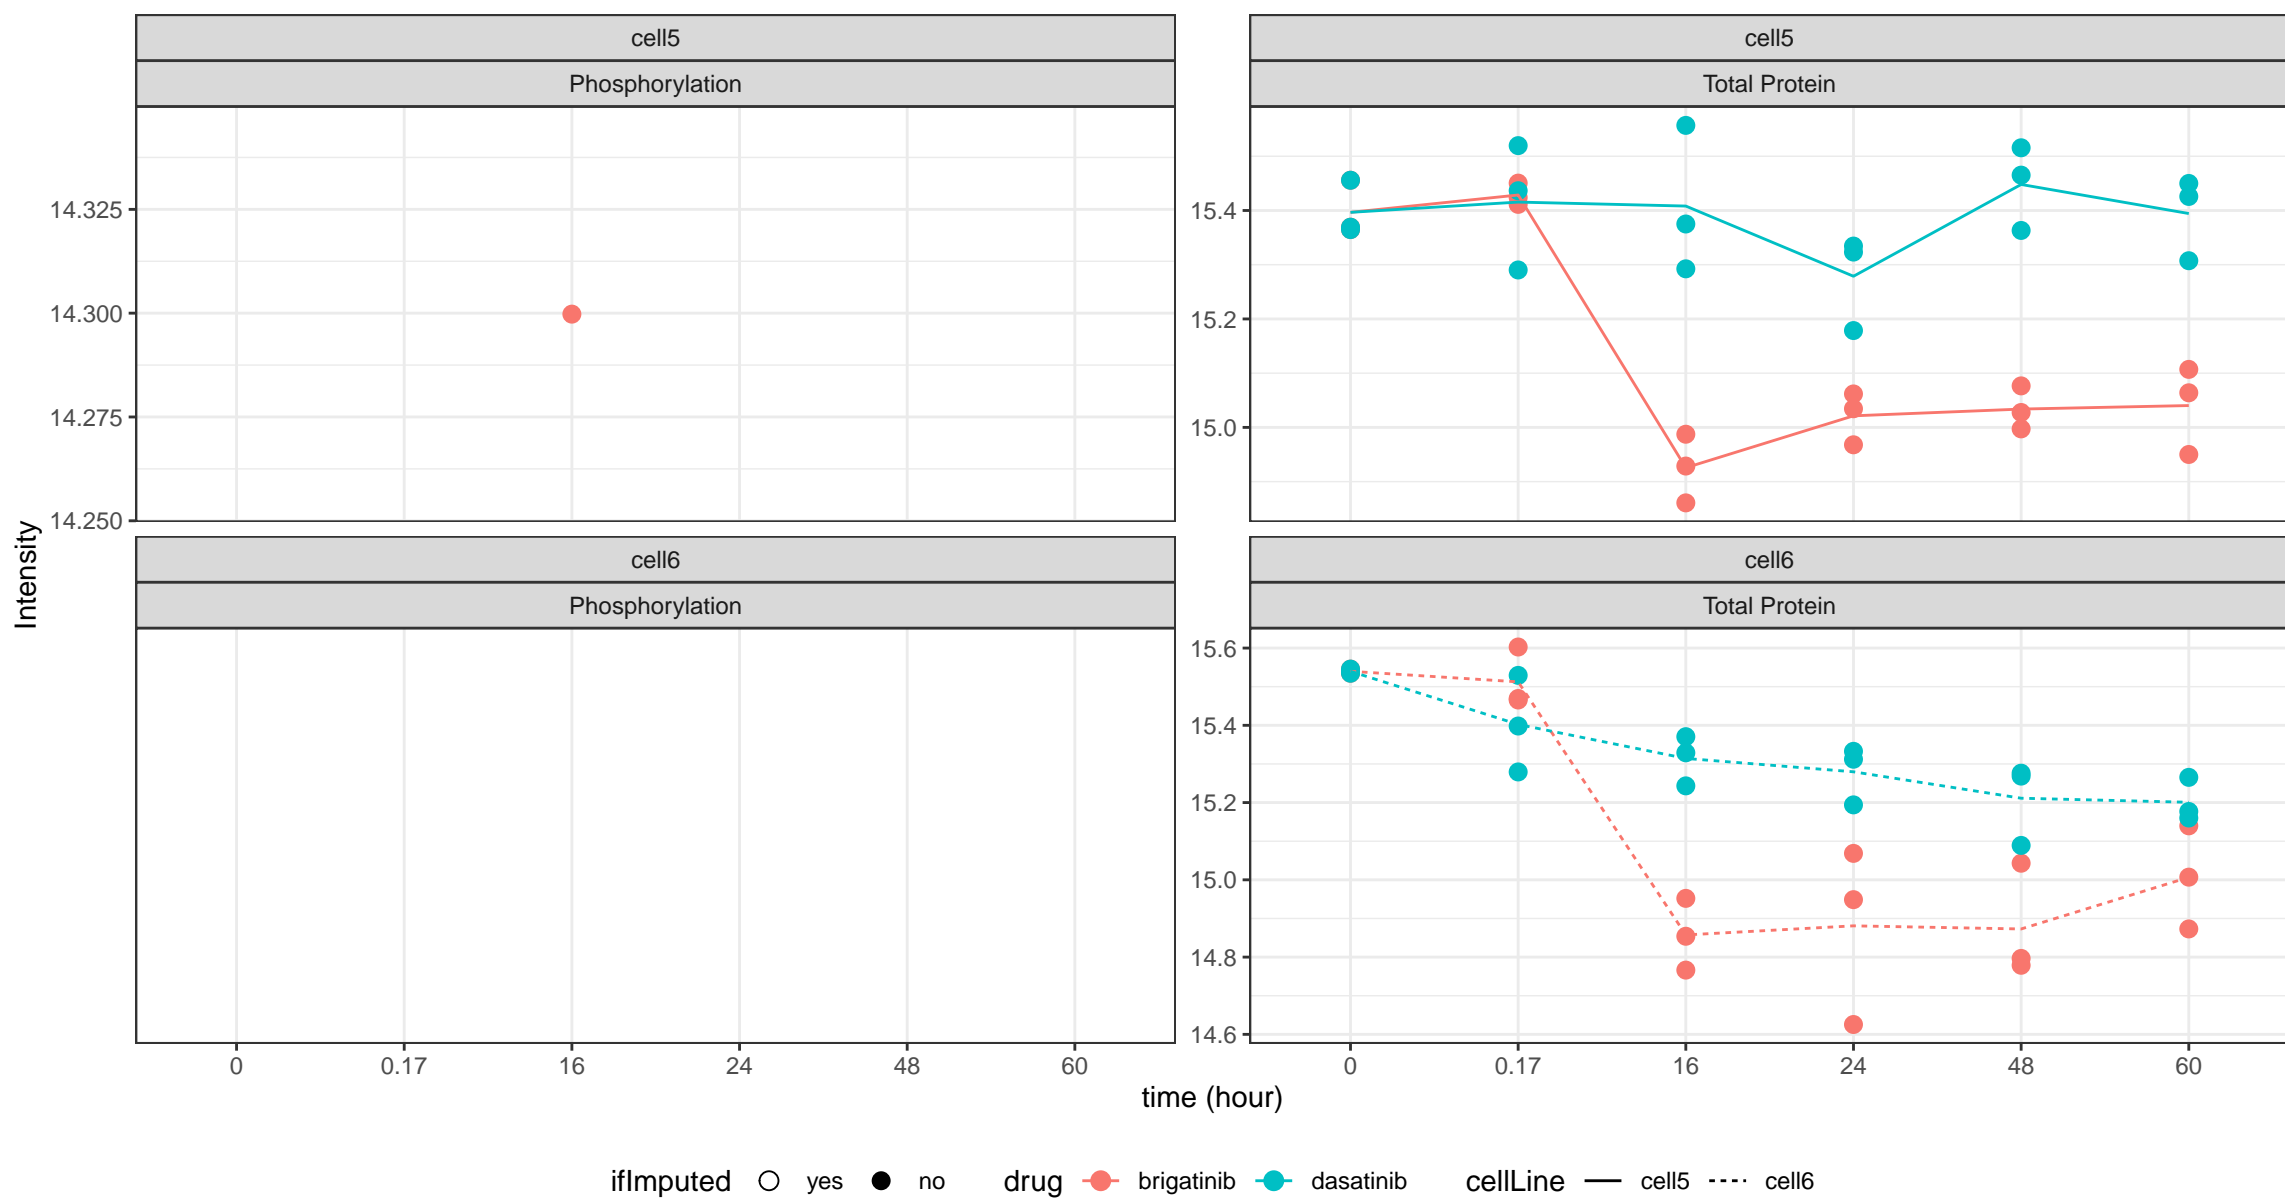 cell5
cell5
Phosphorylation
Total Protein
14.325
14.300
14.275
14.250
15.4
15.2
15.0
cell6
cell6
Phosphorylation
Total Protein
15.6
15.4
15.2
15.0
14.8
14.6
0 0.17 16 24 48 60
0 0.17 16 24 48 60
Intensity
time (hour)
ifImputed yes no drug brigatinib dasatinib cellLine cell5 cell6